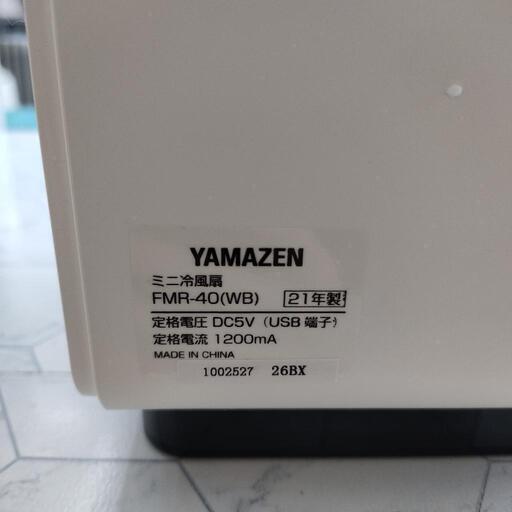 YAMAZEN
ミニ冷風扇
FMR-40(WB) 21年製
定格電圧 DC5V (USB 端子)
定格電流 1200mA
MADE IN CHINA
1002527 26BX